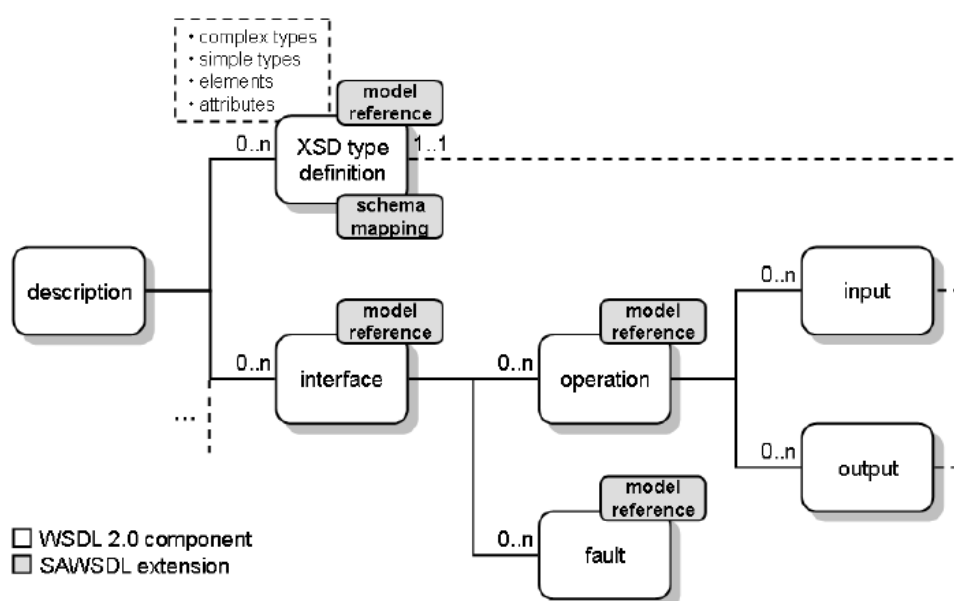 • complex types
• simple types
• elements
• attributes
model
reference
0..n
XSD type
definition
1..1
schema
mapping
description
model
reference
0..n
interface
...
model
reference
0..n
operation
0..n
input
0..n
output
model
reference
0..n
fault
WSDL 2.0 component
SAWSDL extension